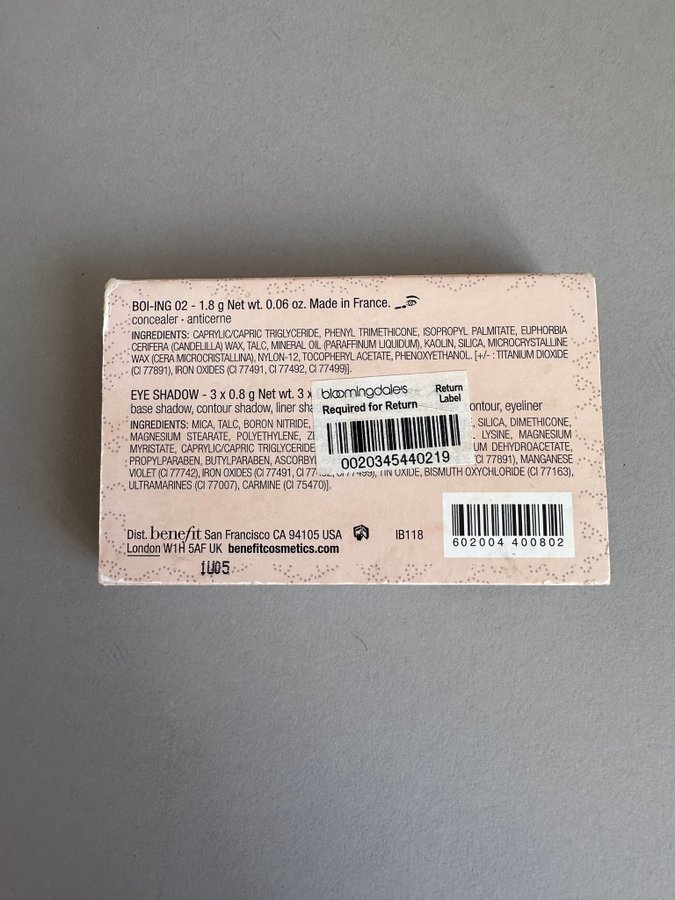 BOI-ING 02 - 1.8 g Net wt. 0.06 oz. Made in France.
concealer · anticerne
INGREDIENTS: CAPRYLIC/CAPRIC TRIGLYCERIDE, PHENYL TRIMETHICONE, ISOPROPYL PALMITATE, EUPHORBIA
CERIFERA (CANDELILLA) WAX, TALC, MINERAL OIL (PARAFFINUM LIQUIDUM), KAOLIN, SILICA, MICROCRYSTALLINE
WAX (CERA MICROCRISTALLINA), NYLON-12, TOCOPHERYL ACETATE, PHENOXYETHANOL. [+/- : TITANIUM DIOXIDE
(CI 77891), IRON OXIDES (CI 77491, CI 77492, CI 77499)].
EYE SHADOW - 3 x 0.8 g Net wt. 3 x
base shadow, contour shadow, liner contour, eyeliner
INGREDIENTS: MICA, TALC, BORON NITRIDE, SILICA, DIMETHICONE,
MAGNESIUM STEARATE, POLYETHYLENE, LYSINE, MAGNESIUM
MYRISTATE, CAPRYLIC/CAPRIC TRIGLYCERIDE DEHYDROACETATE,
PROPYLPARABEN, BUTYLPARABEN, (CI 77891), MANGANESE
VIOLET (CI 77742), IRON OXIDES (CI 77491, CI 77499), TIN OXIDE, BISMUTH OXYCHLORIDE (CI 77163),
ULTRAMARINES (CI 77007), CARMINE (CI 75470)].
bloomingdale's Return
Label
Required for Return
0020345440219
Dist. benefit San Francisco CA 94105 USA IB118
London W1H 5AF UK benefitcosmetics.com
602004 400802
1U05